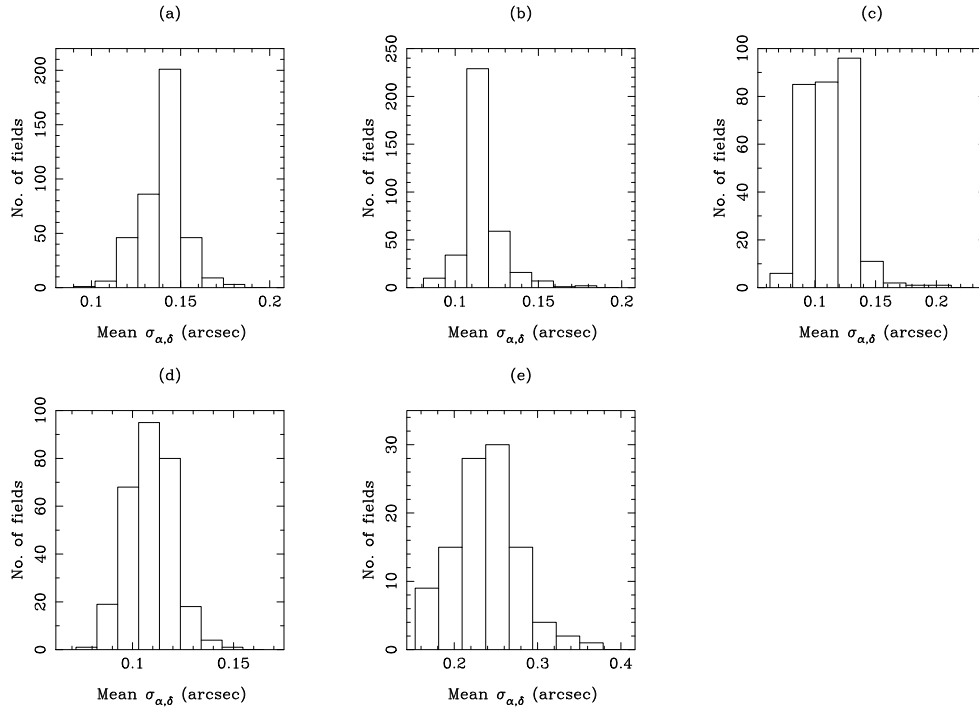 (a)
200
150
100
50
0
No. of fields
0.1 0.15 0.2
Mean σα,δ (arcsec)
(b)
250
200
150
100
50
0
No. of fields
0.1 0.15 0.2
Mean σα,δ (arcsec)
(c)
100
80
60
40
20
0
No. of fields
0.1 0.15 0.2
Mean σα,δ (arcsec)
(d)
100
80
60
40
20
0
No. of fields
0.1 0.15
Mean σα,δ (arcsec)
(e)
30
20
10
0
No. of fields
0.2 0.3 0.4
Mean σα,δ (arcsec)